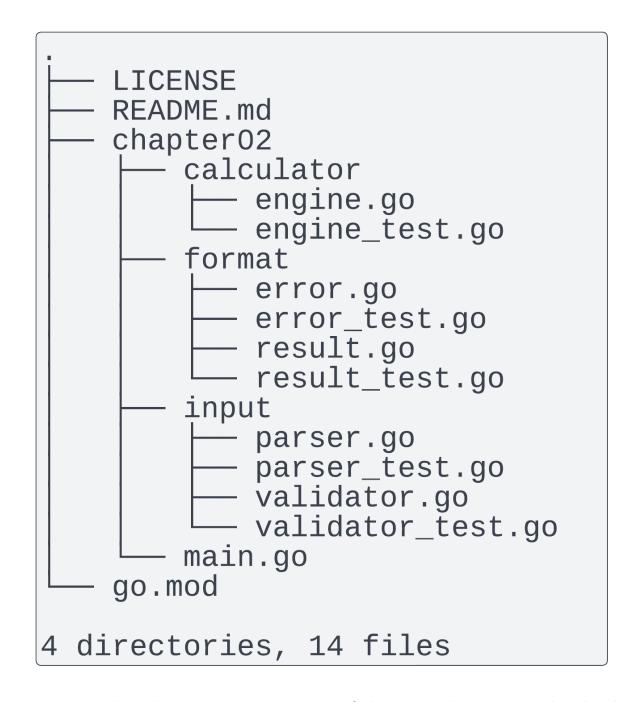 .
├── LICENSE
├── README.md
├── chapter02
│   ├── calculator
│   │   ├── engine.go
│   │   └── engine_test.go
│   ├── format
│   │   ├── error.go
│   │   ├── error_test.go
│   │   ├── result.go
│   │   └── result_test.go
│   ├── input
│   │   ├── parser.go
│   │   ├── parser_test.go
│   │   ├── validator.go
│   │   └── validator_test.go
│   └── main.go
└── go.mod
4 directories, 14 files